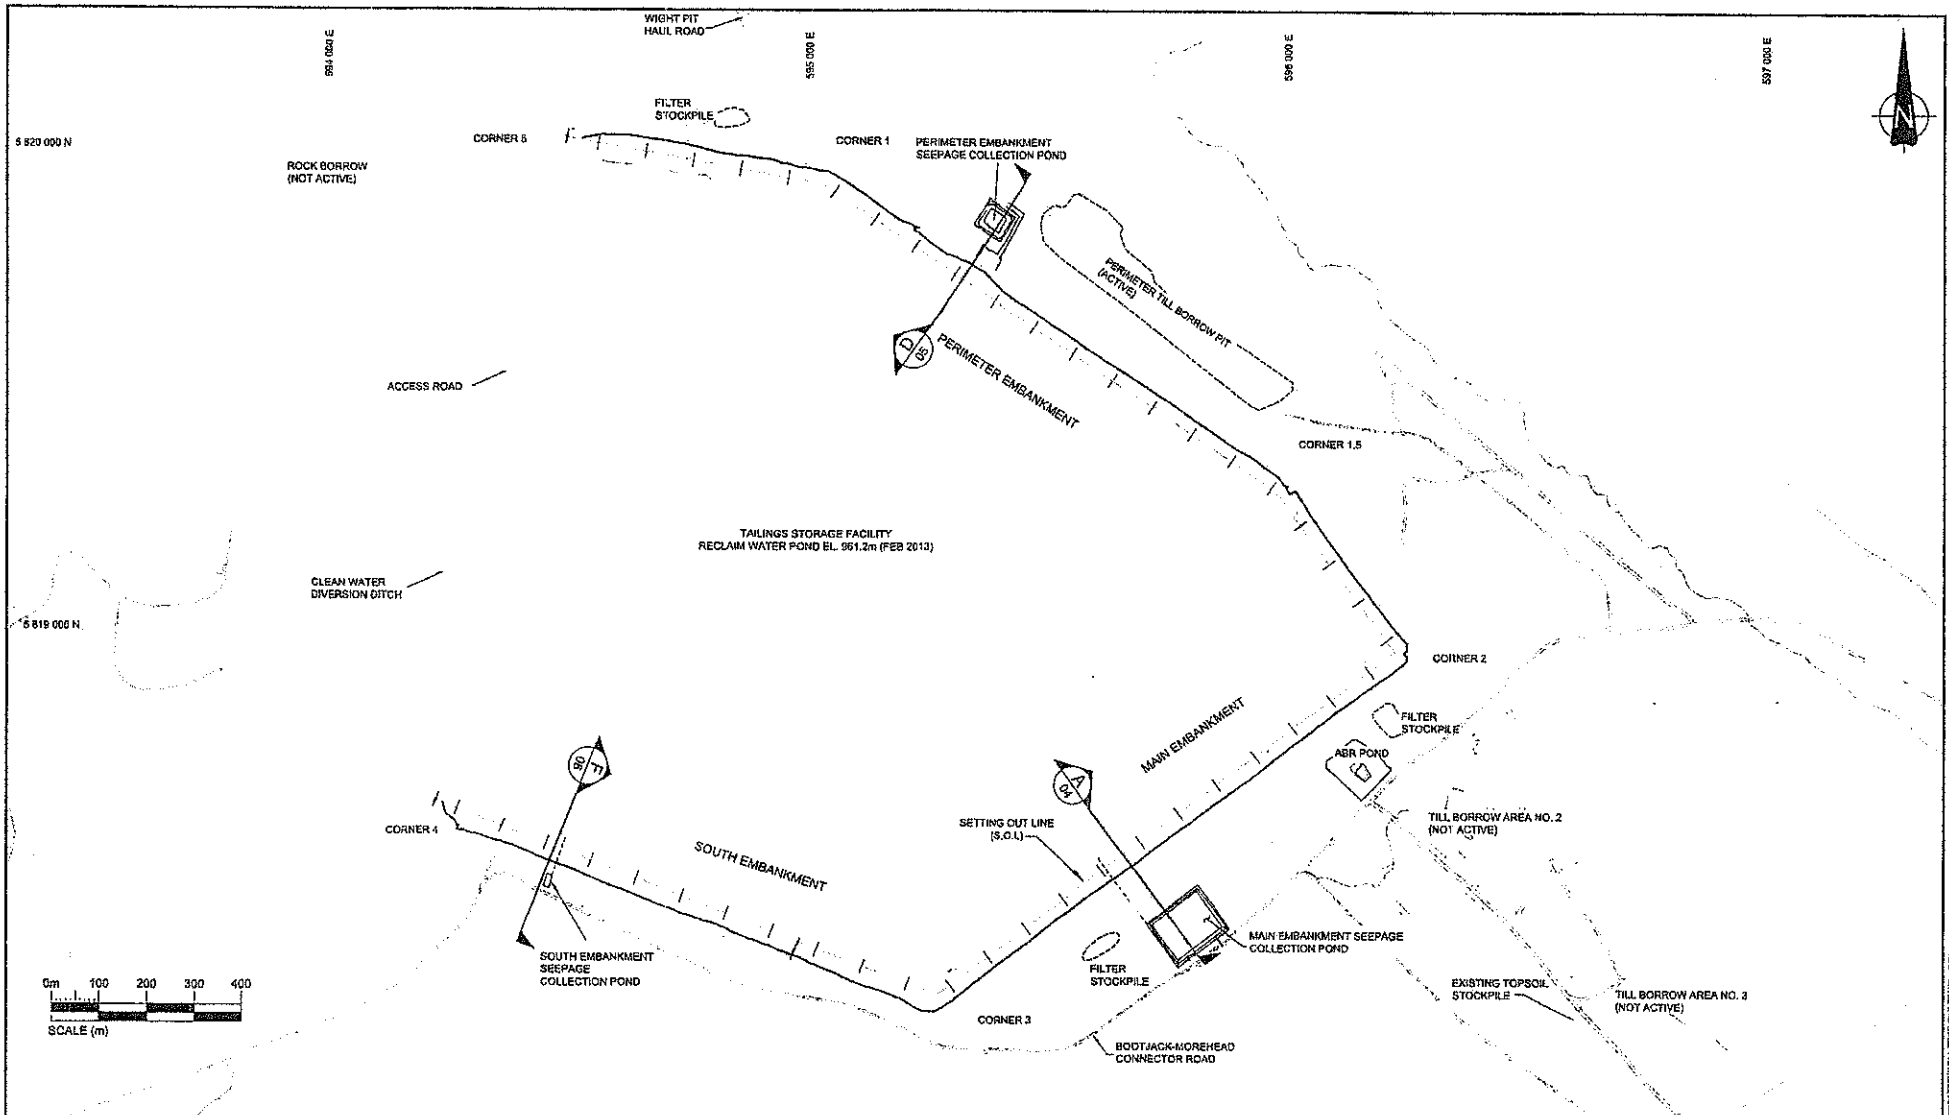 WIGHT PIT
HAUL ROAD
594 000 E
595 000 E
596 000 E
597 000 E
N
FILTER
STOCKPILE
5 820 000 N
CORNER 5
CORNER 1
PERIMETER EMBANKMENT
SEEPAGE COLLECTION POND
ROCK BORROW
(NOT ACTIVE)
PERIMETER TILL BORROW PIT
(ACTIVE)
D
05
PERIMETER EMBANKMENT
ACCESS ROAD
CORNER 1.5
TAILINGS STORAGE FACILITY
RECLAIM WATER POND EL. 961.2m (FEB 2013)
CLEAN WATER
DIVERSION DITCH
5 819 000 N
CORNER 2
MAIN EMBANKMENT
FILTER
STOCKPILE
ABR POND
F
06
A
04
CORNER 4
SETTING OUT LINE
(S.O.L)
TILL BORROW AREA NO. 2
(NOT ACTIVE)
SOUTH EMBANKMENT
MAIN EMBANKMENT SEEPAGE
COLLECTION POND
SOUTH EMBANKMENT
SEEPAGE
COLLECTION POND
FILTER
STOCKPILE
EXISTING TOPSOIL
STOCKPILE
TILL BORROW AREA NO. 3
(NOT ACTIVE)
0m 100 200 300 400
SCALE (m)
CORNER 3
BOOTJACK-MOREHEAD
CONNECTOR ROAD